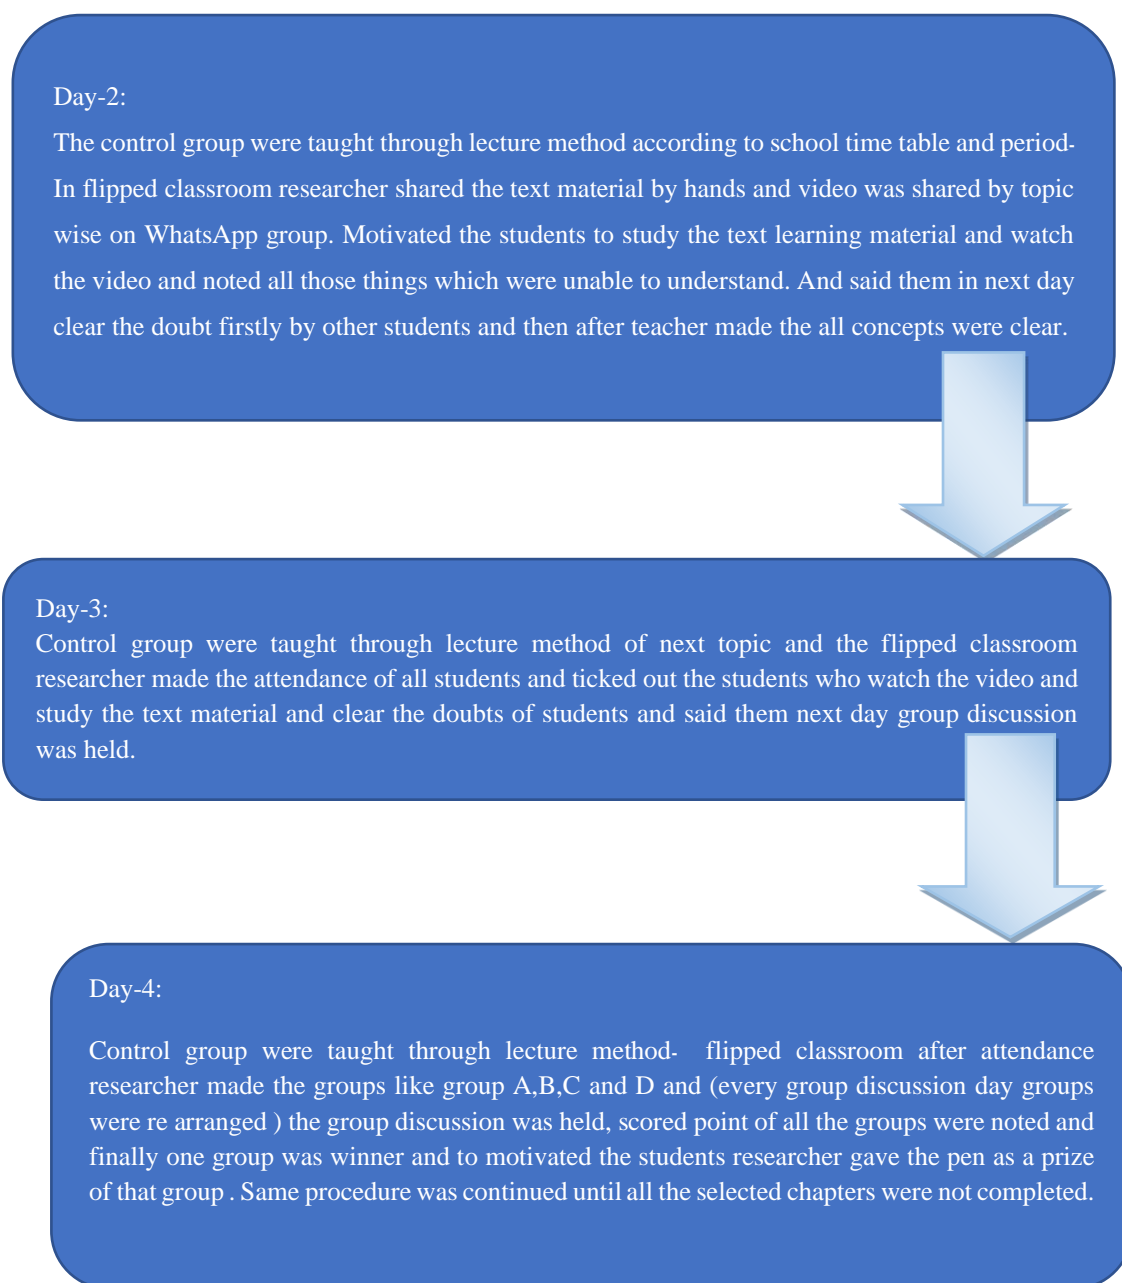 Day-2:
The control group were taught through lecture method according to school time table and period-
In flipped classroom researcher shared the text material by hands and video was shared by topic
wise on WhatsApp group. Motivated the students to study the text learning material and watch
the video and noted all those things which were unable to understand. And said them in next day
clear the doubt firstly by other students and then after teacher made the all concepts were clear.
Day-3:
Control group were taught through lecture method of next topic and the flipped classroom
researcher made the attendance of all students and ticked out the students who watch the video and
study the text material and clear the doubts of students and said them next day group discussion
was held.
Day-4:
Control group were taught through lecture method- flipped classroom after attendance
researcher made the groups like group A,B,C and D and (every group discussion day groups
were re arranged ) the group discussion was held, scored point of all the groups were noted and
finally one group was winner and to motivated the students researcher gave the pen as a prize
of that group . Same procedure was continued until all the selected chapters were not completed.